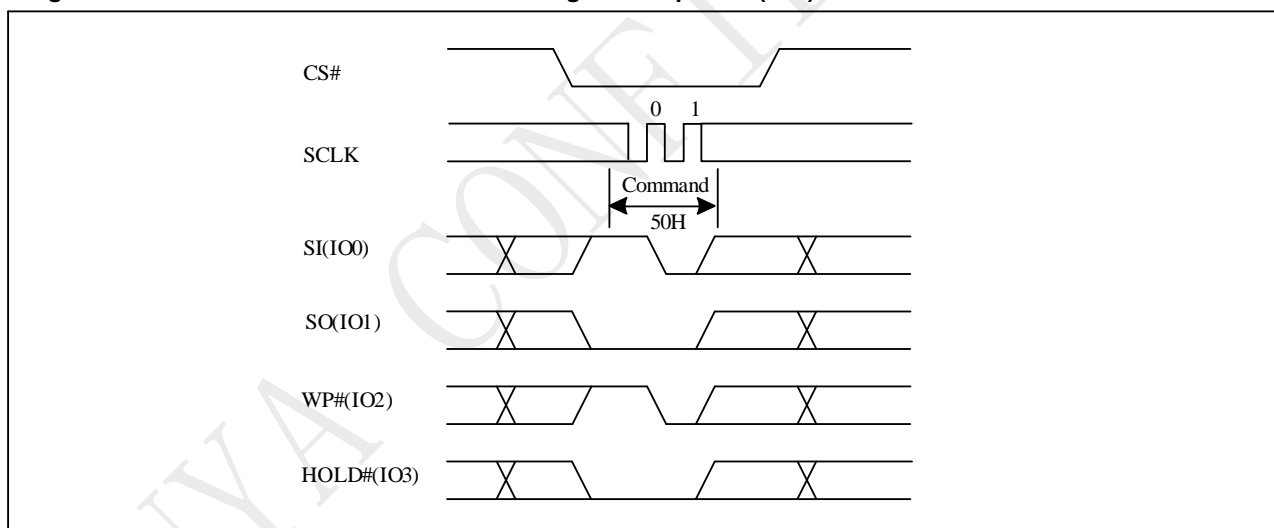 CS#
0 1
SCLK
Command
50H
SI(IO0)
SO(IO1)
WP#(IO2)
HOLD#(IO3)